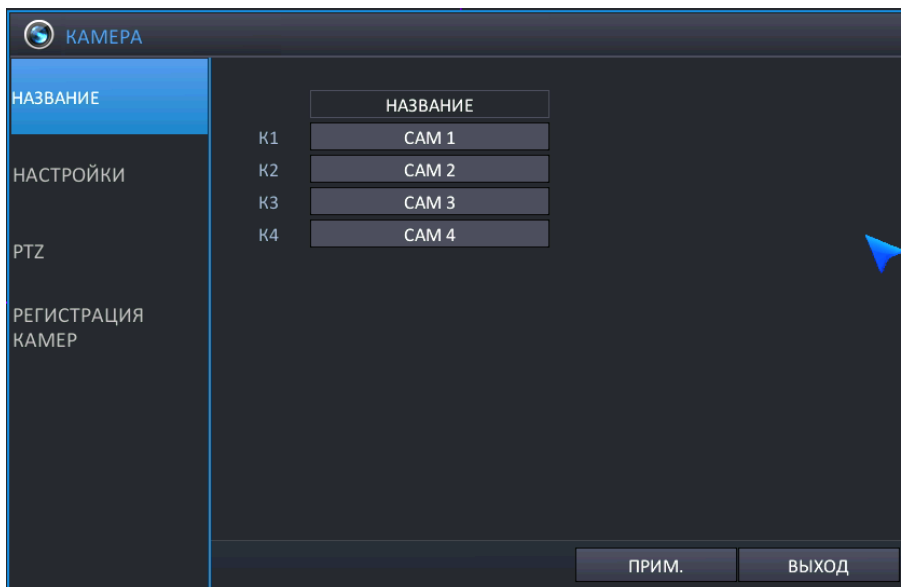 КАМЕРА
НАЗВАНИЕ
НАСТРОЙКИ
PTZ
РЕГИСТРАЦИЯ
КАМЕР
НАЗВАНИЕ
К1 CAM 1
К2 CAM 2
К3 CAM 3
К4 CAM 4
ПРИМ. ВЫХОД